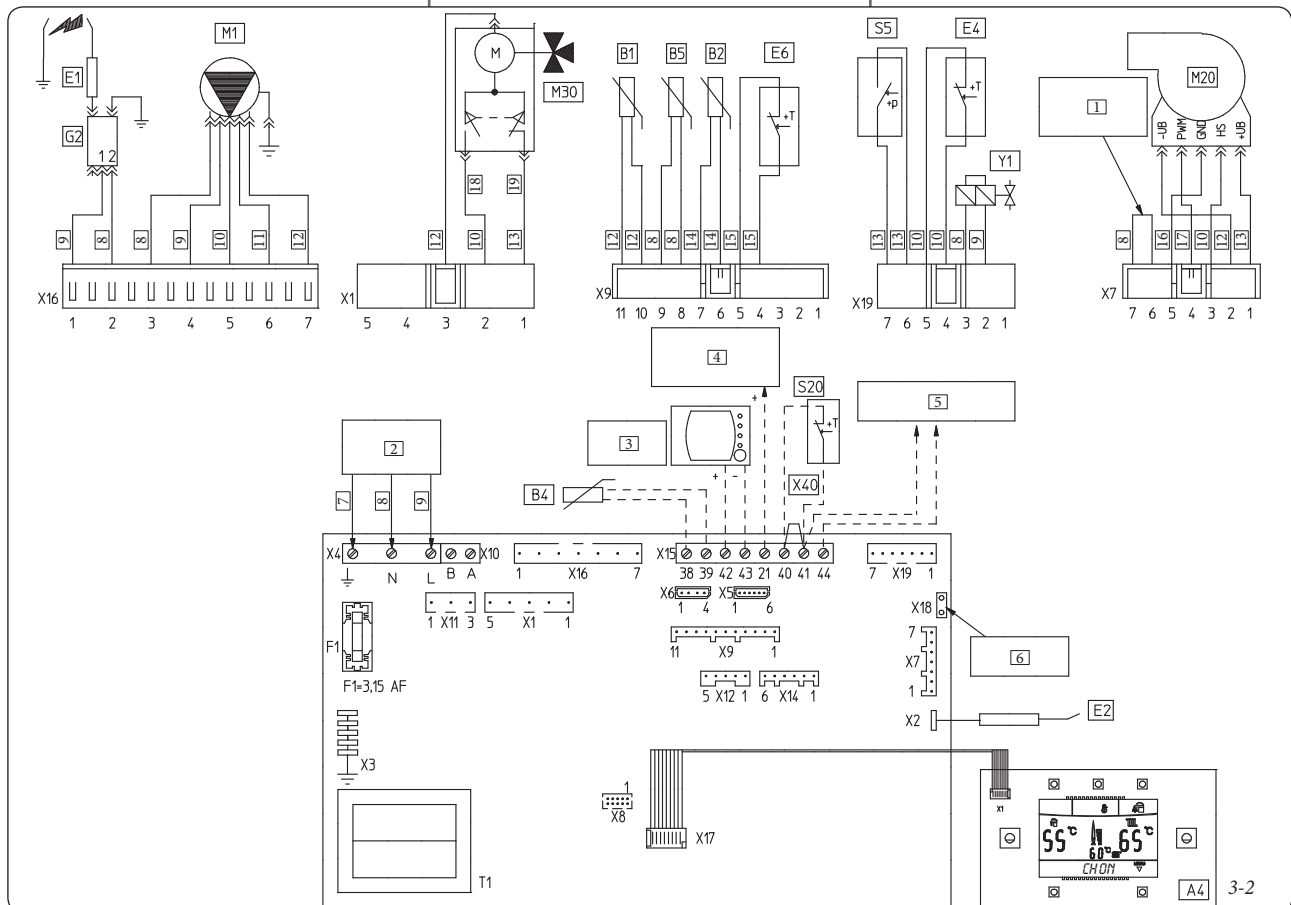 M1
E1
G2
1 2
9
8
8
9
10
11
12
X16
1 2 3 4 5 6 7
M
M30
18
19
12
10
13
X1
5 4 3 2 1
B1
B5
B2
E6
+T
12
12
8
8
14
14
15
15
X9
11 10 9 8 7 6 5 4 3 2 1
S5
E4
+p
+T
Y1
13
13
10
10
8
9
X19
7 6 5 4 3 2 1
1
M20
-UB
PWM
GND
HS
+UB
8
16
17
10
12
13
X7
7 6 5 4 3 2 1
4
+
S20
+T
5
2
3
+ -
X40
B4
7
8
9
X4
N
L
B A
X10
1 X16 7
X15
38 39 42 43 21 40 41 44
7 X19 1
X6
1 4
X5
1 6
X18
1 X11 3
5 X1 1
F1
F1=3,15 AF
11 X9 1
7
X7
1
6
5 X12 1
6 X14 1
X2
E2
X3
1
X8
X17
T1
X1
55 °C
65 °C
60 °C
MENU
CH ON
A4
3-2